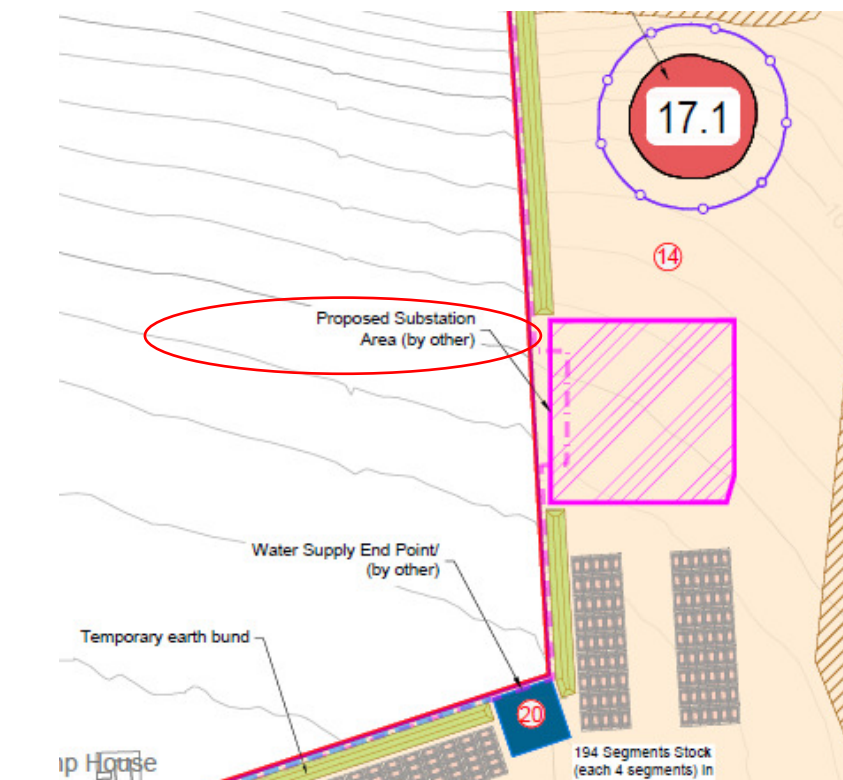 17.1
14
Proposed Substation
Area (by other)
Water Supply End Point/
(by other)
Temporary earth bund
20
194 Segments Stock
(each 4 segments) In
House